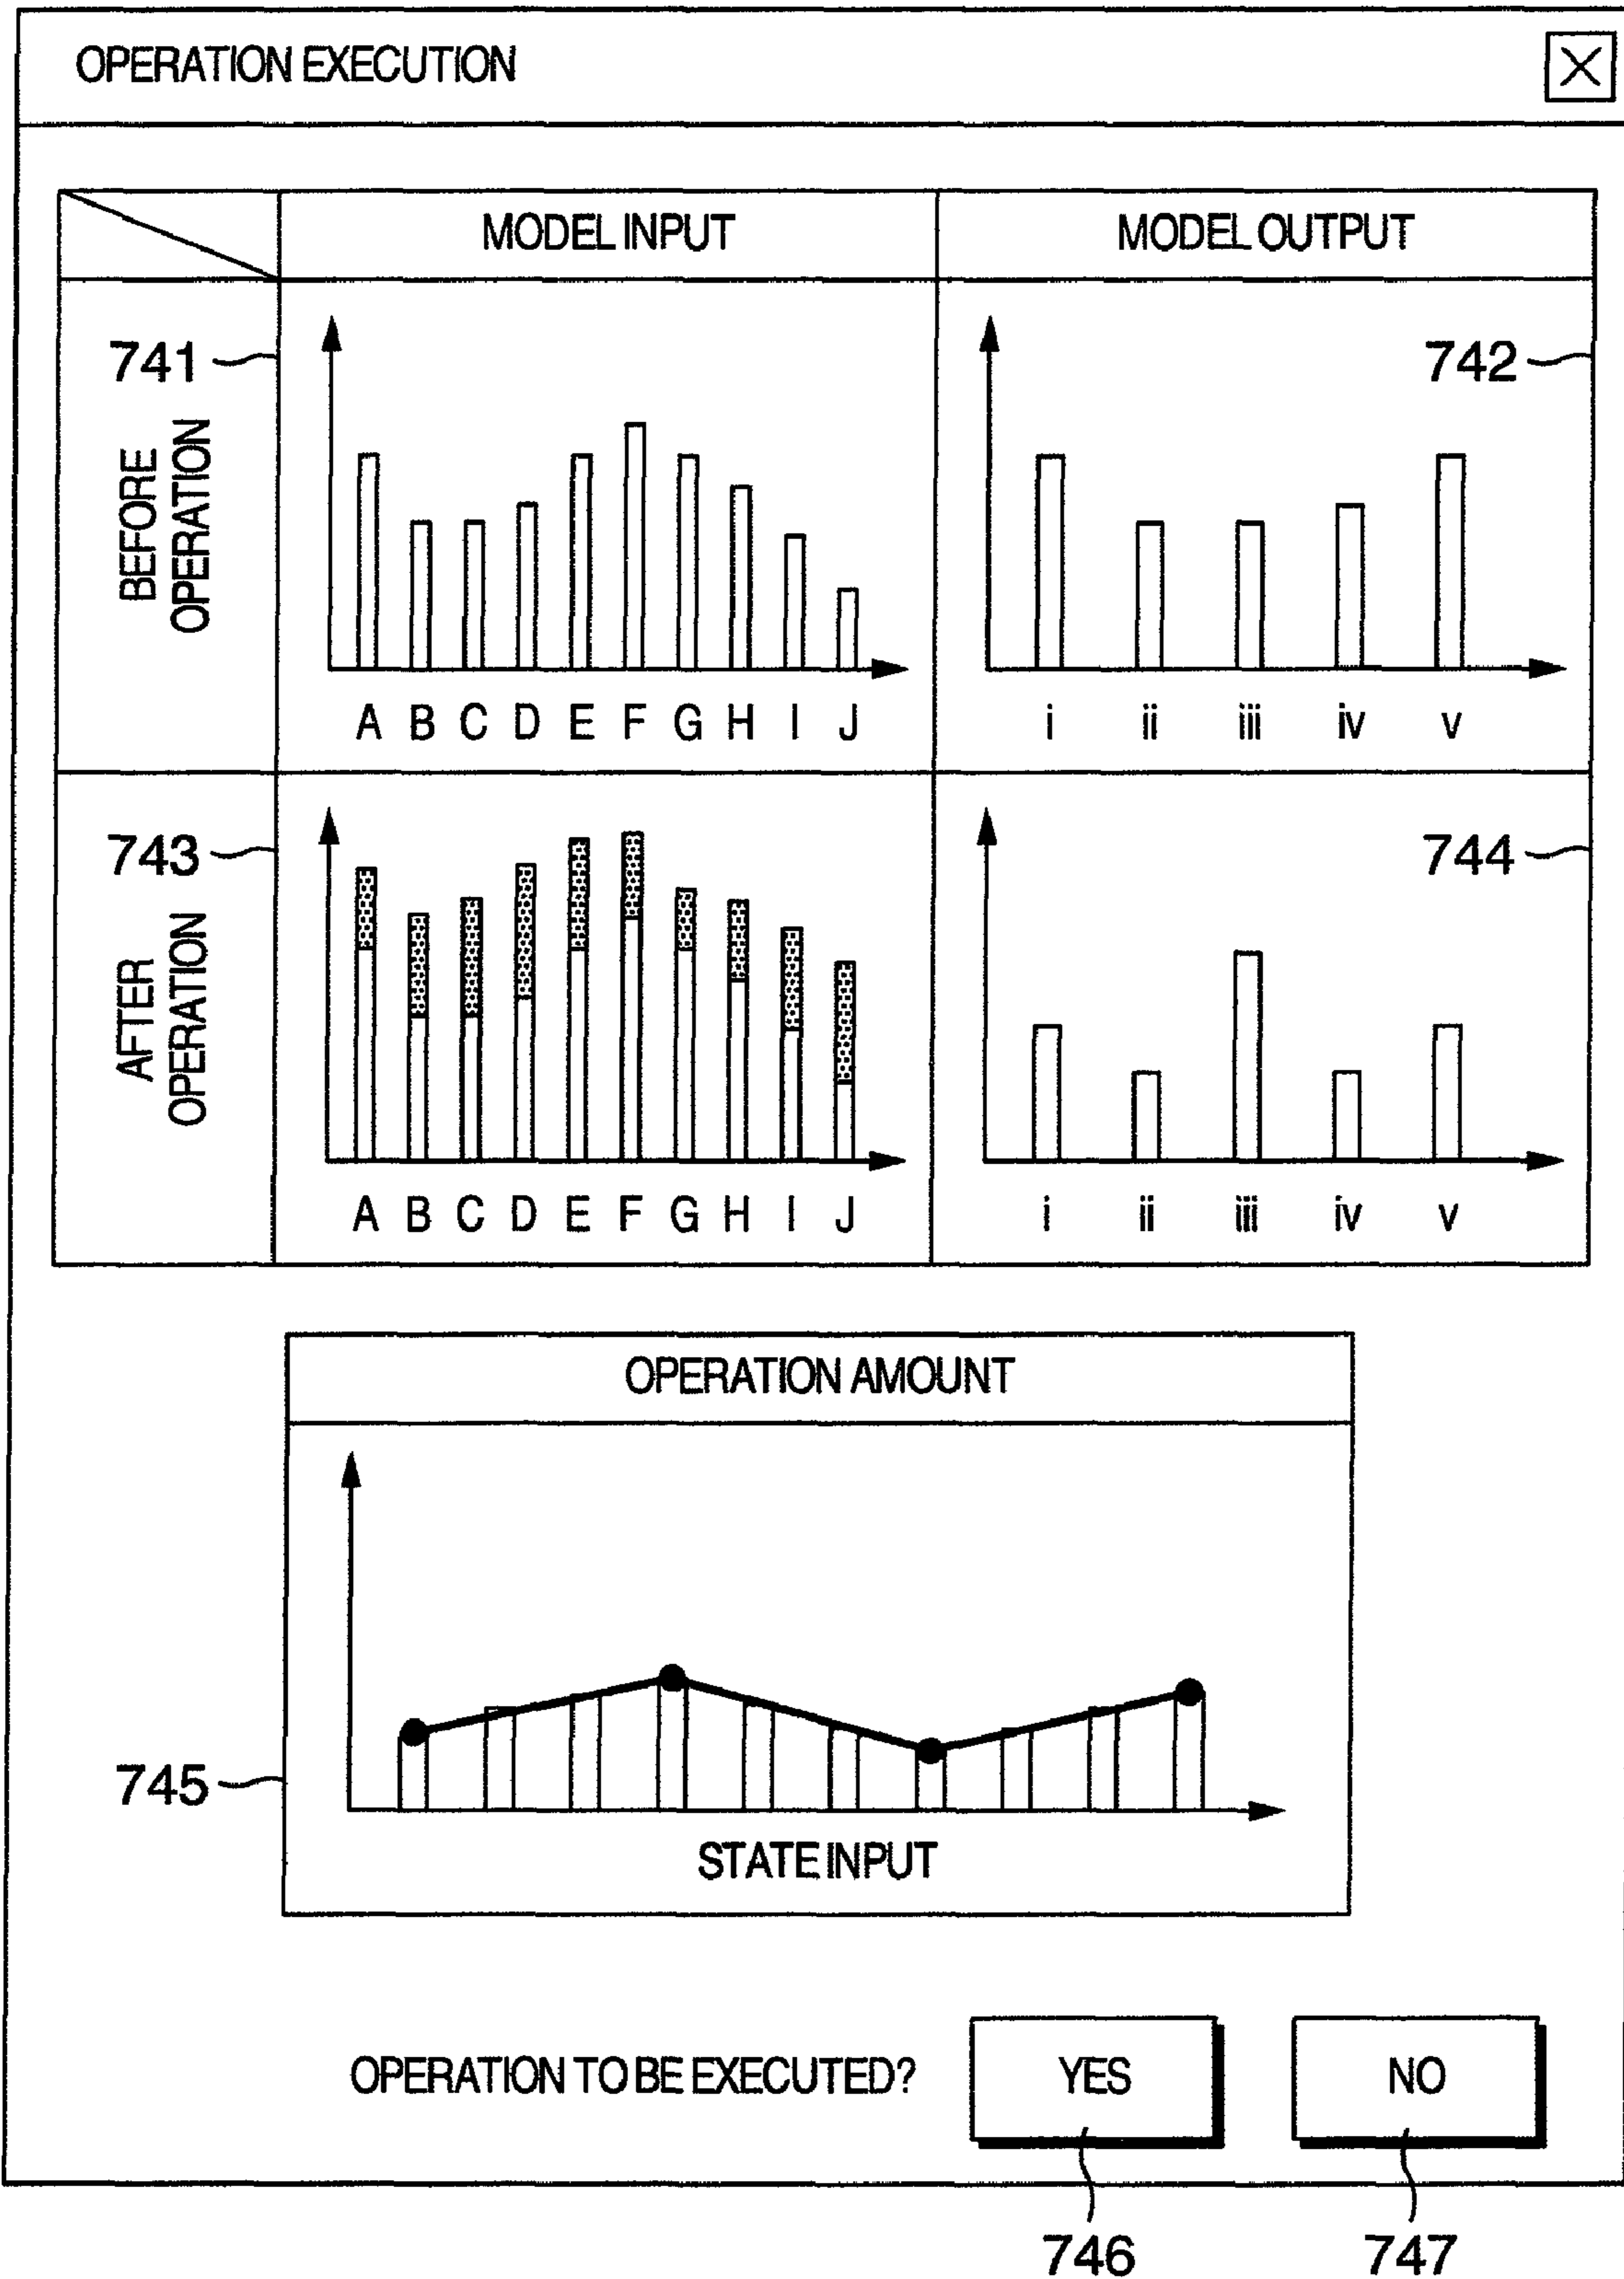 OPERATION EXECUTION
X
MODEL INPUT
MODEL OUTPUT
741
BEFORE
OPERATION
A B C D E F G H I J
742
i ii iii iv v
743
AFTER
OPERATION
A B C D E F G H I J
744
i ii iii iv v
OPERATION AMOUNT
745
STATE INPUT
OPERATION TO BE EXECUTED?
YES
NO
746
747